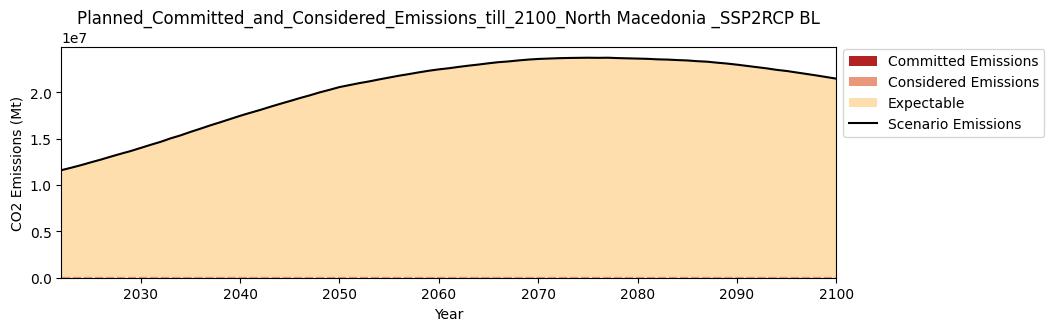 Planned_Committed_and_Considered_Emissions_till_2100_North Macedonia _SSP2RCP BL
1e7
Committed Emissions
Considered Emissions
Expectable
Scenario Emissions
CO2 Emissions (Mt)
2.0
1.5
1.0
0.5
0.0
2030
2040
2050
2060
2070
2080
2090
2100
Year